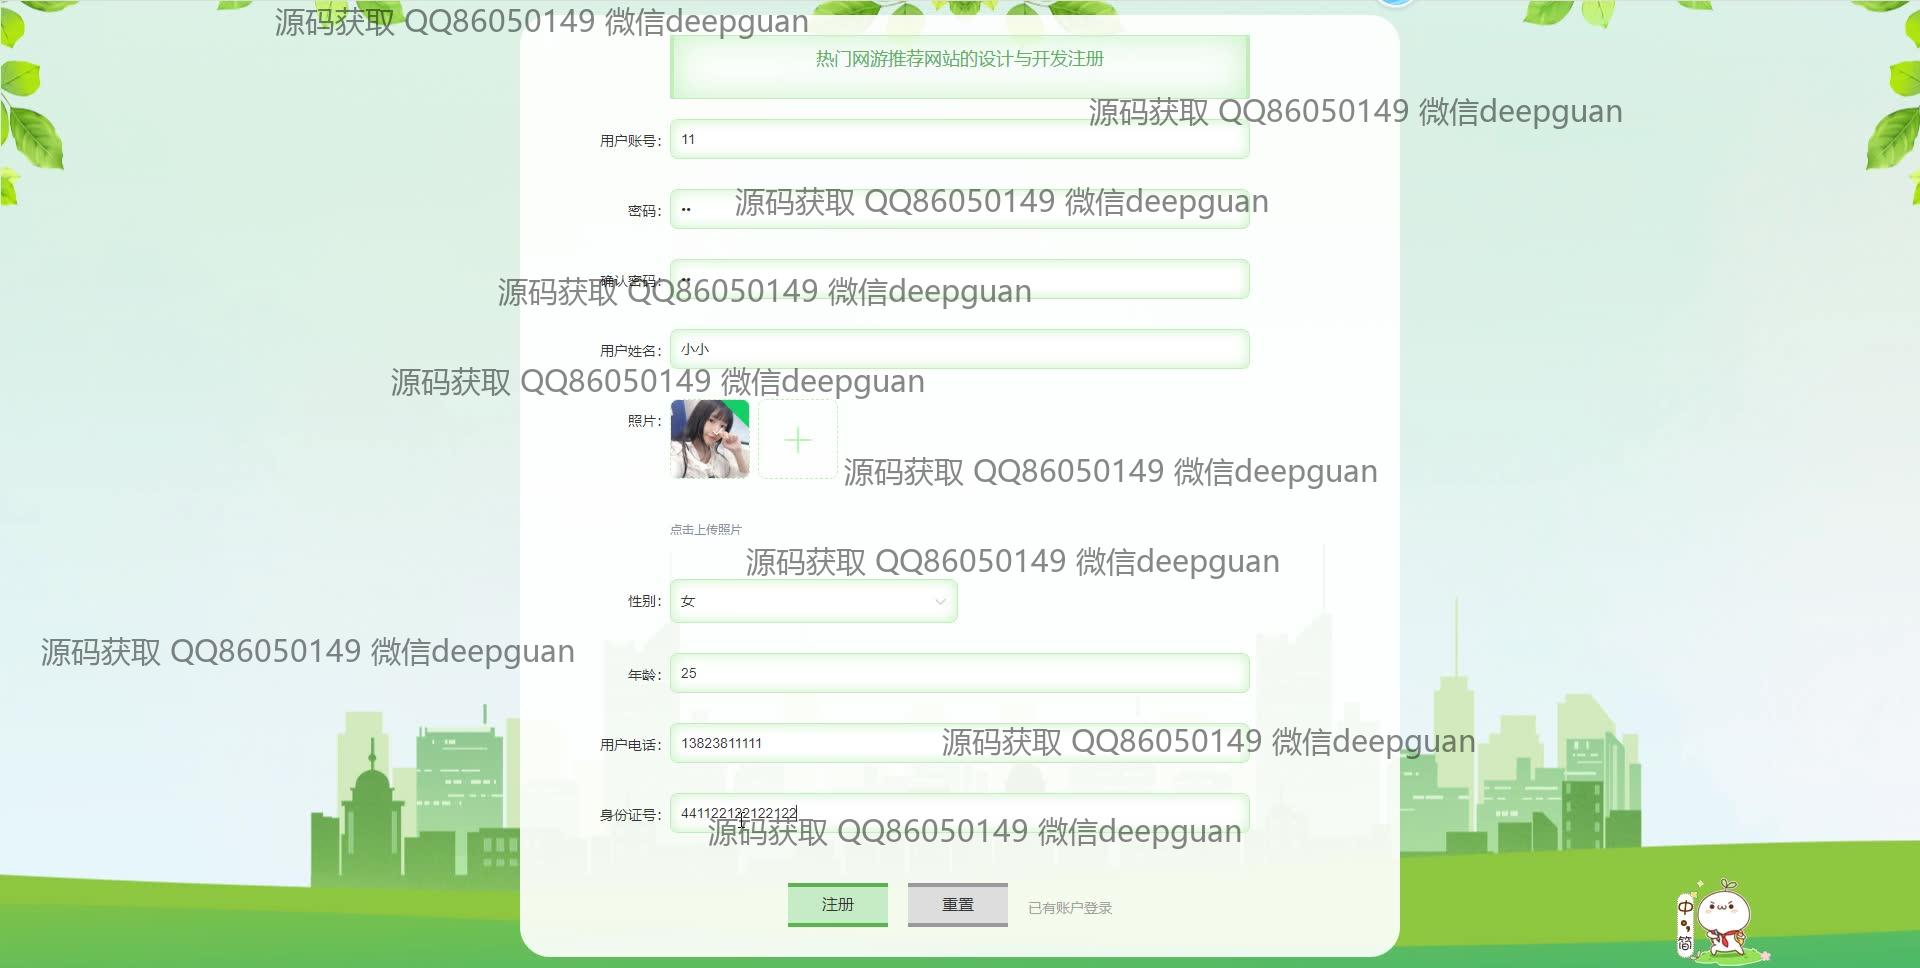 源码获取 QQ86050149 微信deepguan
热门网游推荐网站的设计与开发注册
源码获取 QQ86050149 微信deepguan
用户账号： 11
密码： ••
源码获取 QQ86050149 微信deepguan
确认密码： ••
源码获取 QQ86050149 微信deepguan
用户姓名： 小小
源码获取 QQ86050149 微信deepguan
照片：
源码获取 QQ86050149 微信deepguan
点击上传照片
源码获取 QQ86050149 微信deepguan
性别： 女
源码获取 QQ86050149 微信deepguan
年龄： 25
用户电话： 13823811111
源码获取 QQ86050149 微信deepguan
身份证号： 441122122122122
源码获取 QQ86050149 微信deepguan
注册 重置 已有账户登录
中
简